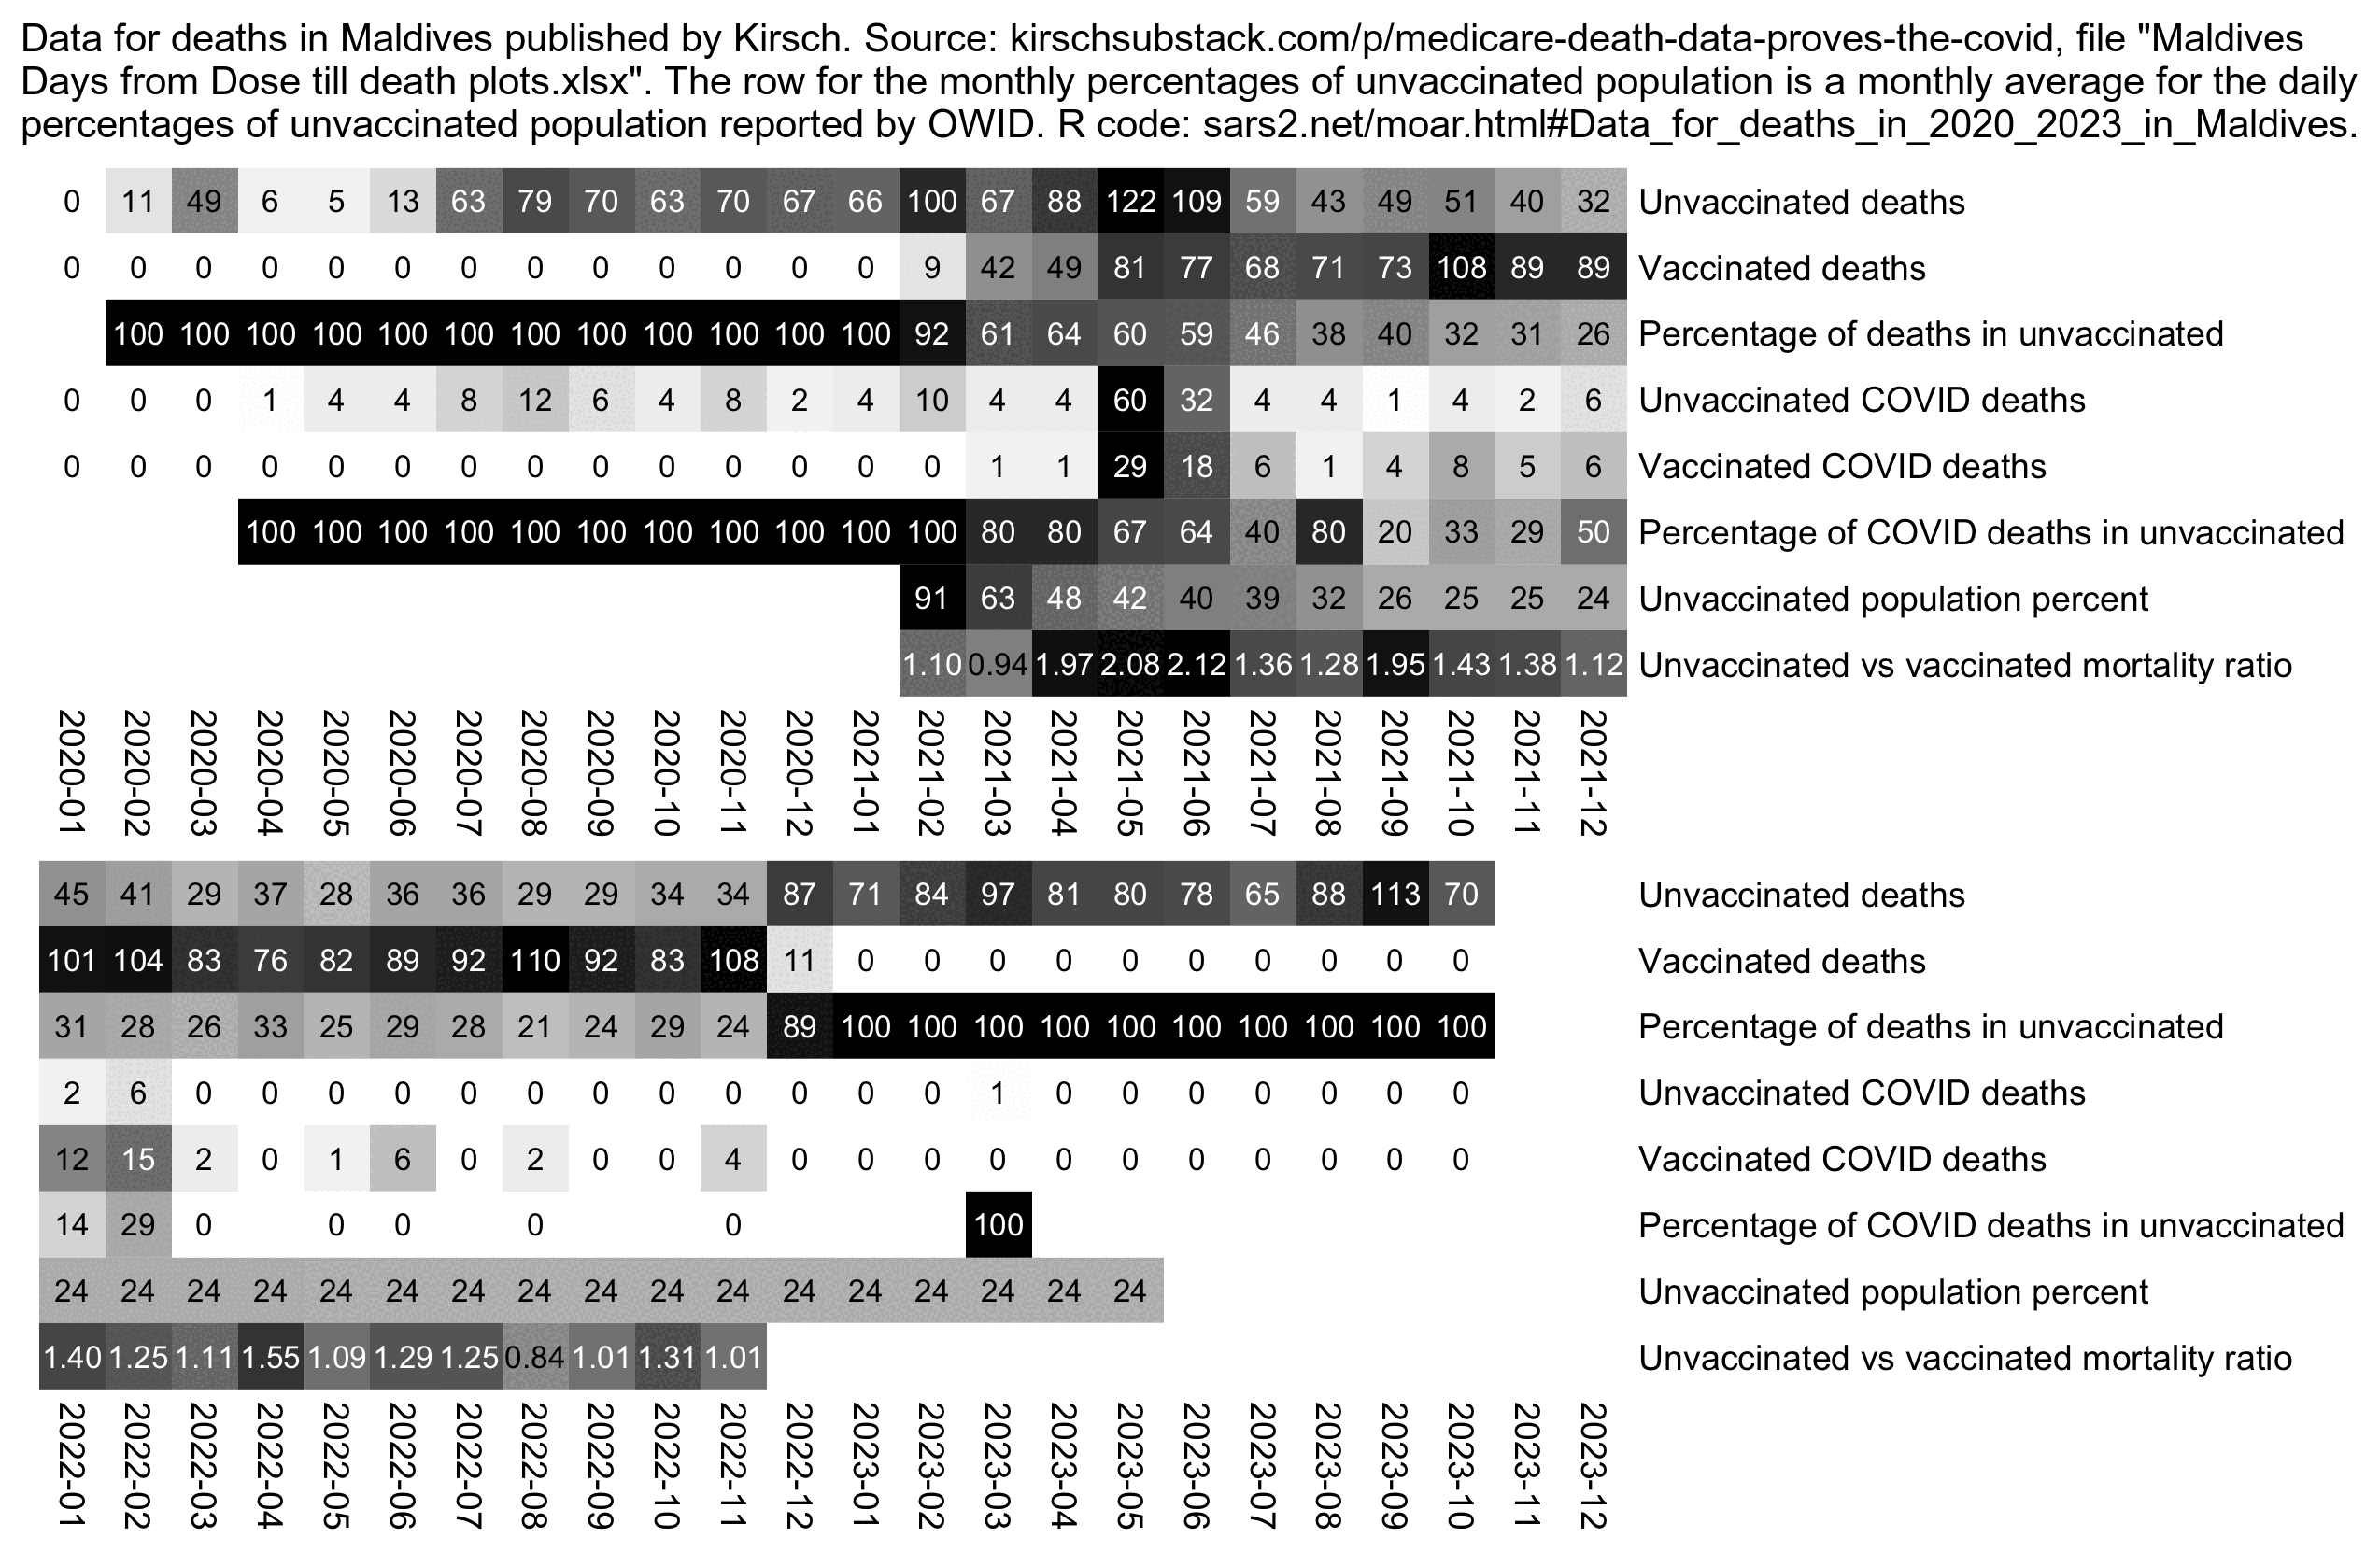 Data for deaths in Maldives published by Kirsch. Source: kirschsubstack.com/p/medicare-death-data-proves-the-covid, file "Maldives
Days from Dose till death plots.xlsx". The row for the monthly percentages of unvaccinated population is a monthly average for the daily
percentages of unvaccinated population reported by OWID. R code: sars2.net/moar.html#Data_for_deaths_in_2020_2023_in_Maldives.
0 11 49 6 5 13 63 79 70 63 70 67 66 100 67 88 122 109 59 43 49 51 40 32 Unvaccinated deaths
0 0 0 0 0 0 0 0 0 0 0 0 0 9 42 49 81 77 68 71 73 108 89 89 Vaccinated deaths
100 100 100 100 100 100 100 100 100 100 100 100 92 61 64 60 59 46 38 40 32 31 26 Percentage of deaths in unvaccinated
0 0 0 1 4 4 8 12 6 4 8 2 4 10 4 4 60 32 4 4 1 4 2 6 Unvaccinated COVID deaths
0 0 0 0 0 0 0 0 0 0 0 0 0 0 1 1 29 18 6 1 4 8 5 6 Vaccinated COVID deaths
100 100 100 100 100 100 100 100 100 100 100 80 80 67 64 40 80 20 33 29 50 Percentage of COVID deaths in unvaccinated
91 63 48 42 40 39 32 26 25 25 24 Unvaccinated population percent
1.10 0.94 1.97 2.08 2.12 1.36 1.28 1.95 1.43 1.38 1.12 Unvaccinated vs vaccinated mortality ratio
2020-01 2020-02 2020-03 2020-04 2020-05 2020-06 2020-07 2020-08 2020-09 2020-10 2020-11 2020-12 2021-01 2021-02 2021-03 2021-04 2021-05 2021-06 2021-07 2021-08 2021-09 2021-10 2021-11 2021-12
45 41 29 37 28 36 36 29 29 34 34 87 71 84 97 81 80 78 65 88 113 70 Unvaccinated deaths
101 104 83 76 82 89 92 110 92 83 108 11 0 0 0 0 0 0 0 0 0 0 Vaccinated deaths
31 28 26 33 25 29 28 21 24 29 24 89 100 100 100 100 100 100 100 100 100 100 Percentage of deaths in unvaccinated
2 6 0 0 0 0 0 0 0 0 0 0 0 0 1 0 0 0 0 0 0 0 Unvaccinated COVID deaths
12 15 2 0 1 6 0 2 0 0 4 0 0 0 0 0 0 0 0 0 0 0 Vaccinated COVID deaths
14 29 0 0 0 0 0 100 Percentage of COVID deaths in unvaccinated
24 24 24 24 24 24 24 24 24 24 24 24 24 24 24 24 24 Unvaccinated population percent
1.40 1.25 1.11 1.55 1.09 1.29 1.25 0.84 1.01 1.31 1.01 Unvaccinated vs vaccinated mortality ratio
2022-01 2022-02 2022-03 2022-04 2022-05 2022-06 2022-07 2022-08 2022-09 2022-10 2022-11 2022-12 2023-01 2023-02 2023-03 2023-04 2023-05 2023-06 2023-07 2023-08 2023-09 2023-10 2023-11 2023-12